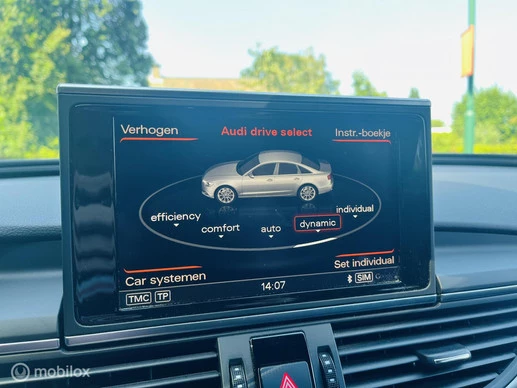 Verhogen Audi drive select Instr.-boekje
efficiency individual
comfort auto dynamic
Car systemen Set individual
TMC TP 14:07 SIM
mobilox